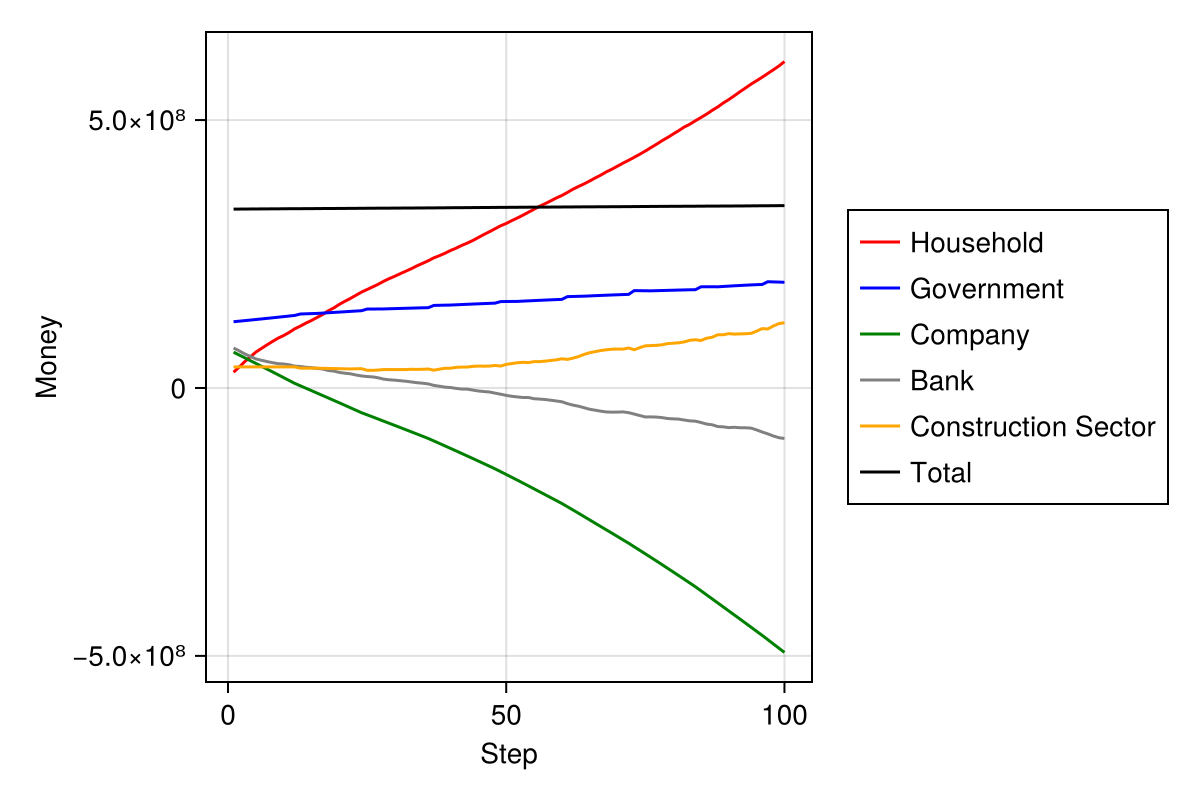 5.0×10⁸
0
−5.0×10⁸
Money
0
50
100
Step
Household
Government
Company
Bank
Construction Sector
Total